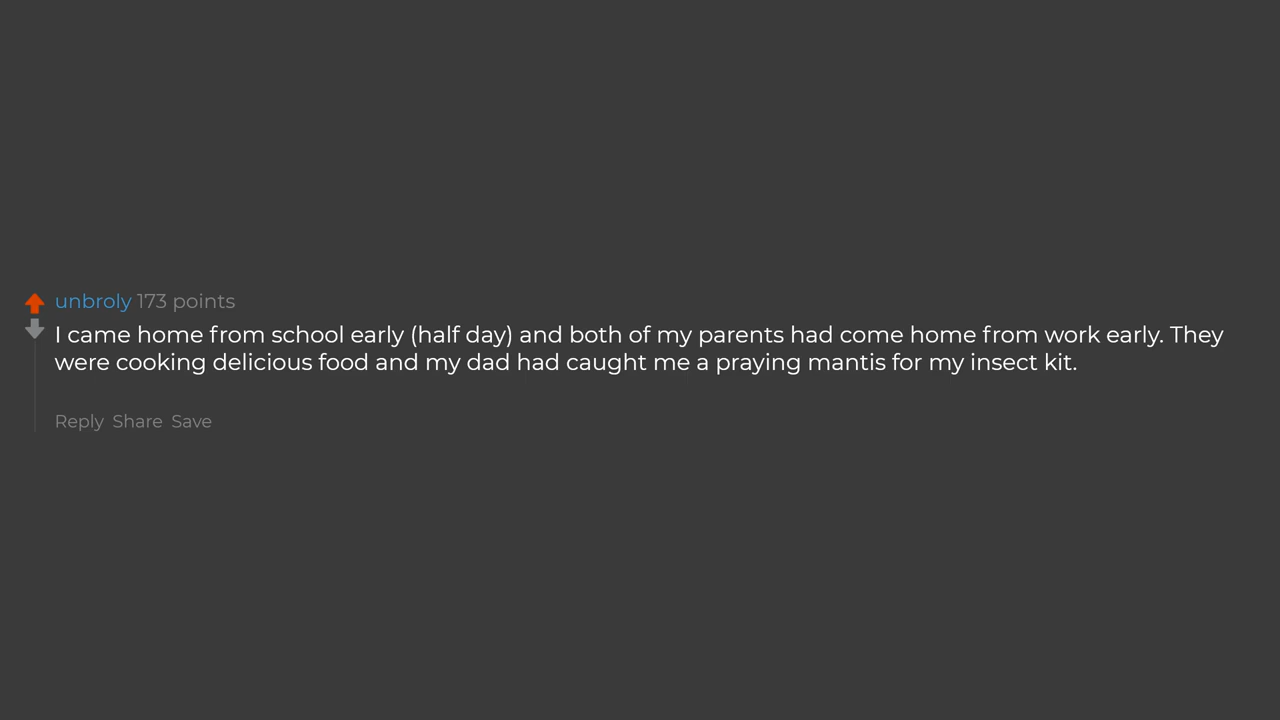 unbroly 173 points
I came home from school early (half day) and both of my parents had come home from work early. They
were cooking delicious food and my dad had caught me a praying mantis for my insect kit.
Reply Share Save